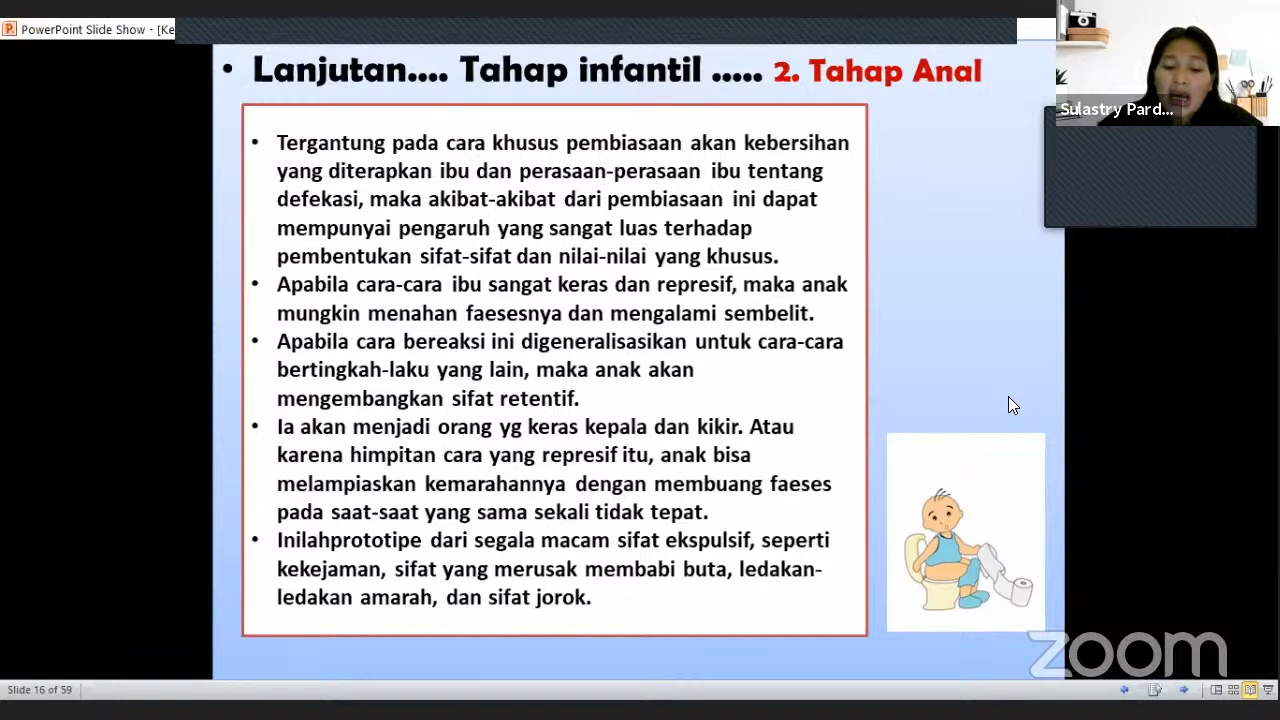 PowerPoint Slide Show - [Ke
• Lanjutan.... Tahap infantil ..... 2. Tahap Anal
Sulastry Pard...
• Tergantung pada cara khusus pembiasaan akan kebersihan
yang diterapkan ibu dan perasaan-perasaan ibu tentang
defekasi, maka akibat-akibat dari pembiasaan ini dapat
mempunyai pengaruh yang sangat luas terhadap
pembentukan sifat-sifat dan nilai-nilai yang khusus.
• Apabila cara-cara ibu sangat keras dan represif, maka anak
mungkin menahan faesesnya dan mengalami sembelit.
• Apabila cara bereaksi ini digeneralisasikan untuk cara-cara
bertingkah-laku yang lain, maka anak akan
mengembangkan sifat retentif.
• Ia akan menjadi orang yg keras kepala dan kikir. Atau
karena himpitan cara yang represif itu, anak bisa
melampiaskan kemarahannya dengan membuang faeses
pada saat-saat yang sama sekali tidak tepat.
• Inilahprototipe dari segala macam sifat ekspulsif, seperti
kekejaman, sifat yang merusak membabi buta, ledakan-
ledakan amarah, dan sifat jorok.
zoom
Slide 16 of 59